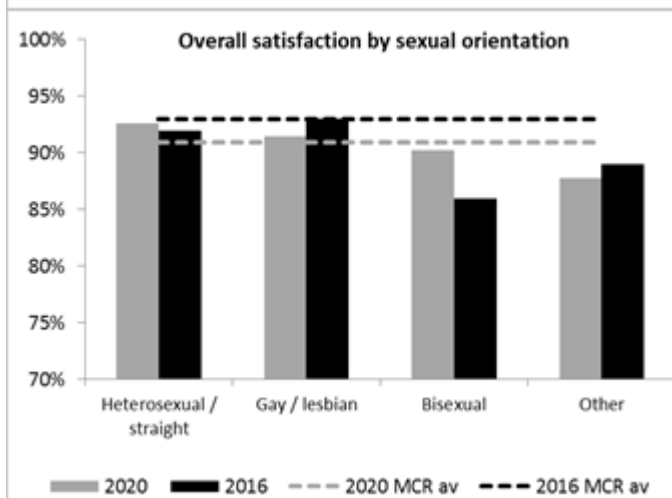 Overall satisfaction by sexual orientation
100%
95%
90%
85%
80%
75%
70%
Heterosexual /
straight
Gay / lesbian
Bisexual
Other
2020
2016
2020 MCR av
2016 MCR av